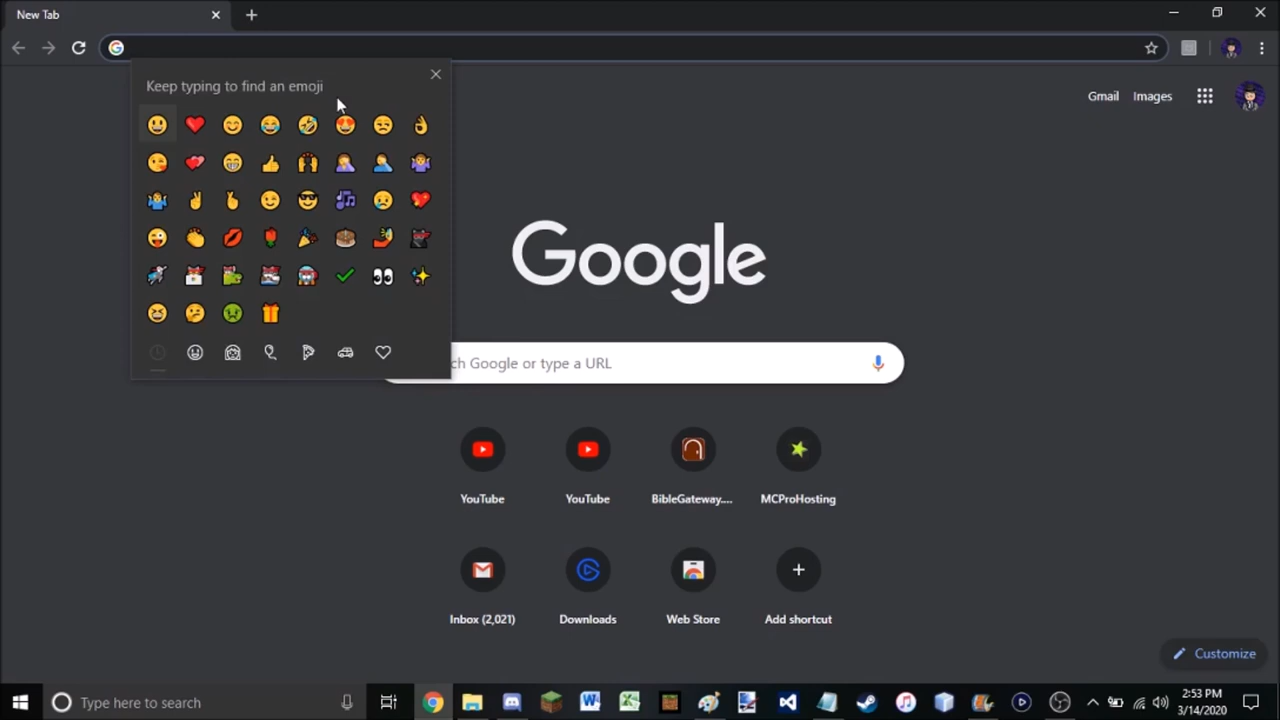 New Tab
Keep typing to find an emoji
Gmail Images
Google
ch Google or type a URL
YouTube YouTube BibleGateway.... MCProHosting
Inbox (2,021) Downloads Web Store Add shortcut
Customize
Type here to search
2:53 PM
3/14/2020